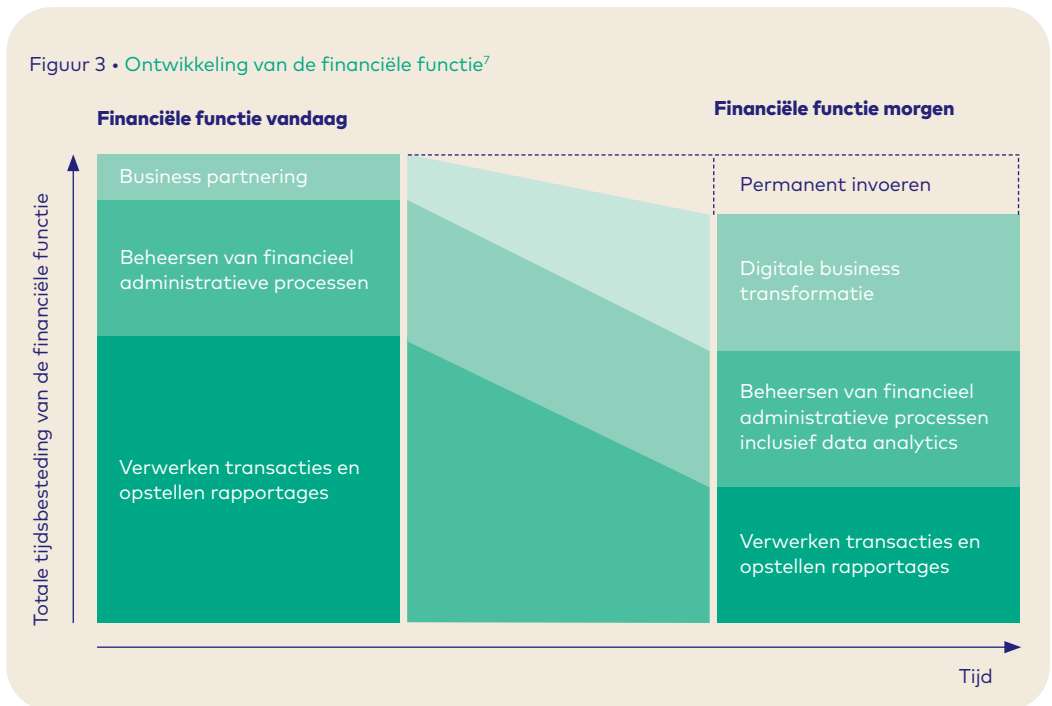 Figuur 3 • Ontwikkeling van de financiële functie⁷
Financiële functie vandaag
Financiële functie morgen
Totale tijdsbesteding van de financiële functie
Business partnering
Beheersen van financieel
administratieve processen
Verwerken transacties en
opstellen rapportages
Permanent invoeren
Digitale business
transformatie
Beheersen van financieel
administratieve processen
inclusief data analytics
Verwerken transacties en
opstellen rapportages
Tijd